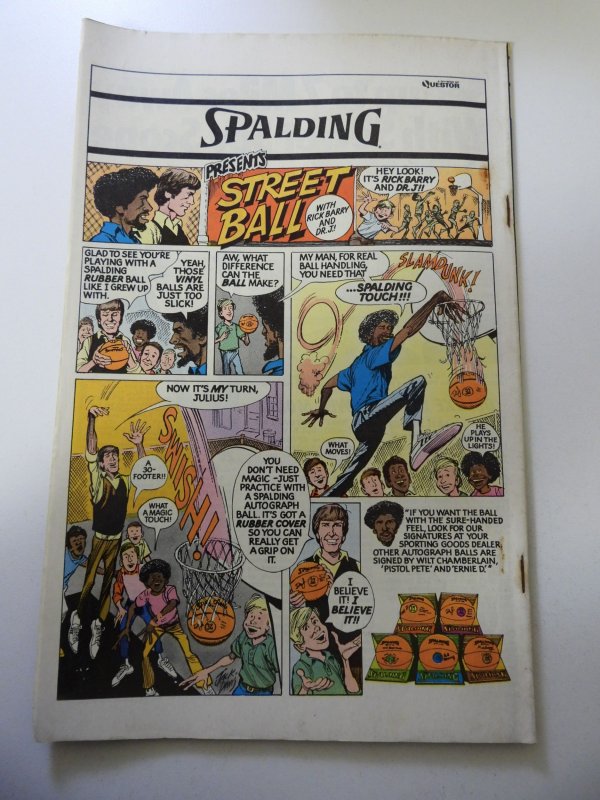 QUESTOR
SPALDING
PRESENTS
STREET
BALL
WITH
RICK BARRY
AND
DR. J!
HEY LOOK!
IT'S RICK BARRY
AND DR. J!!
GLAD TO SEE YOU'RE
PLAYING WITH A
SPALDING
RUBBER BALL
LIKE I GREW UP
WITH.
YEAH,
THOSE
VINYL
BALLS ARE
JUST TOO
SLICK!
AW, WHAT
DIFFERENCE
CAN THE
BALL MAKE?
MY MAN, FOR REAL
BALL HANDLING,
YOU NEED THAT
...SPALDING
TOUCH!!!
SLAMDUNK!
WHAT
MOVES!
HE
PLAYS
UP IN THE
LIGHTS!
NOW IT'S MY TURN,
JULIUS!
A
30-
FOOTER!!
WHAT
A MAGIC
TOUCH!
SWISH!
YOU
DON'T NEED
MAGIC-JUST
PRACTICE WITH
A SPALDING
AUTOGRAPH
BALL. IT'S GOT A
RUBBER COVER
SO YOU CAN
REALLY GET
A GRIP ON
IT.
I
BELIEVE
IT! I
BELIEVE
IT!!
"IF YOU WANT THE BALL
WITH THE SURE-HANDED
FEEL, LOOK FOR OUR
SIGNATURES AT YOUR
SPORTING GOODS DEALER.
OTHER AUTOGRAPH BALLS ARE
SIGNED BY WILT CHAMBERLAIN,
'PISTOL PETE' AND 'ERNIE D.'"